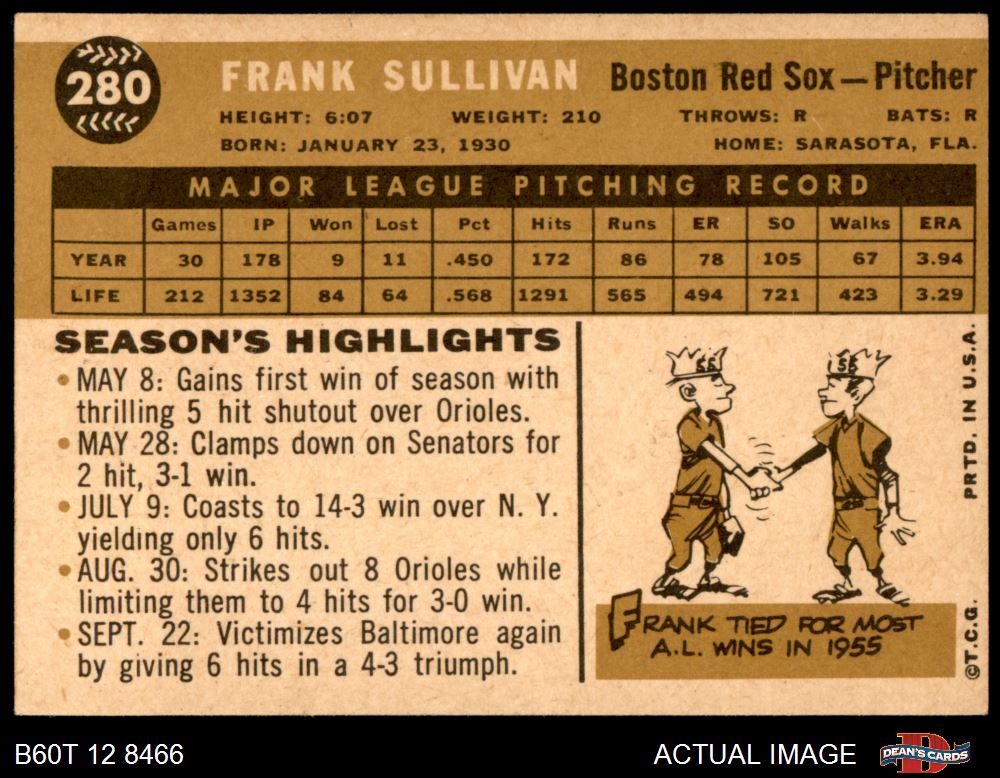 280
FRANK SULLIVAN Boston Red Sox — Pitcher
HEIGHT: 6:07 WEIGHT: 210 THROWS: R BATS: R
BORN: JANUARY 23, 1930 HOME: SARASOTA, FLA.
MAJOR LEAGUE PITCHING RECORD
Games IP Won Lost Pct Hits Runs ER SO Walks ERA
YEAR 30 178 9 11 .450 172 86 78 105 67 3.94
LIFE 212 1352 84 64 .568 1291 565 494 721 423 3.29
SEASON'S HIGHLIGHTS
• MAY 8: Gains first win of season with
thrilling 5 hit shutout over Orioles.
• MAY 28: Clamps down on Senators for
2 hit, 3-1 win.
• JULY 9: Coasts to 14-3 win over N. Y.
yielding only 6 hits.
• AUG. 30: Strikes out 8 Orioles while
limiting them to 4 hits for 3-0 win.
• SEPT. 22: Victimizes Baltimore again
by giving 6 hits in a 4-3 triumph.
55
55
FRANK TIED FOR MOST
A.L. WINS IN 1955
©T.C.G. PRTD. IN U.S.A.
B60T 12 8466 ACTUAL IMAGE
DEAN'S CARDS